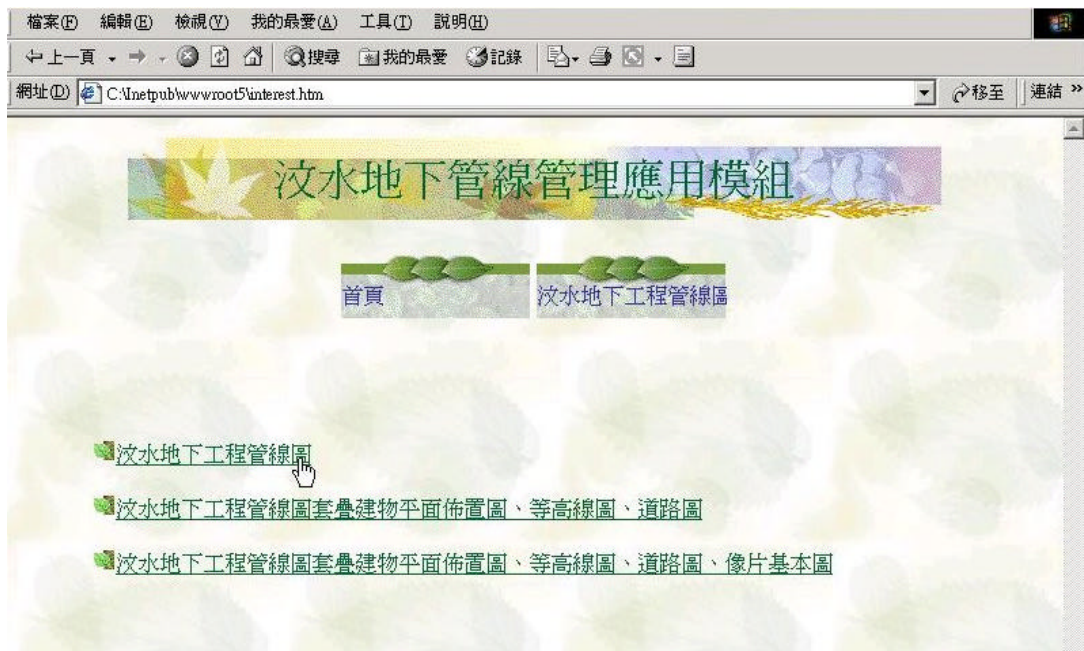 檔案(F) 編輯(E) 檢視(V) 我的最愛(A) 工具(T) 說明(H)
上一頁 搜尋 我的最愛 記錄
網址(D) C:\Inetpub\wwwroot5\interest.htm 移至 連結 »
汶水地下管線管理應用模組
首頁 汶水地下工程管線圖
汶水地下工程管線圖
汶水地下工程管線圖套疊建物平面佈置圖、等高線圖、道路圖
汶水地下工程管線圖套疊建物平面佈置圖、等高線圖、道路圖、像片基本圖